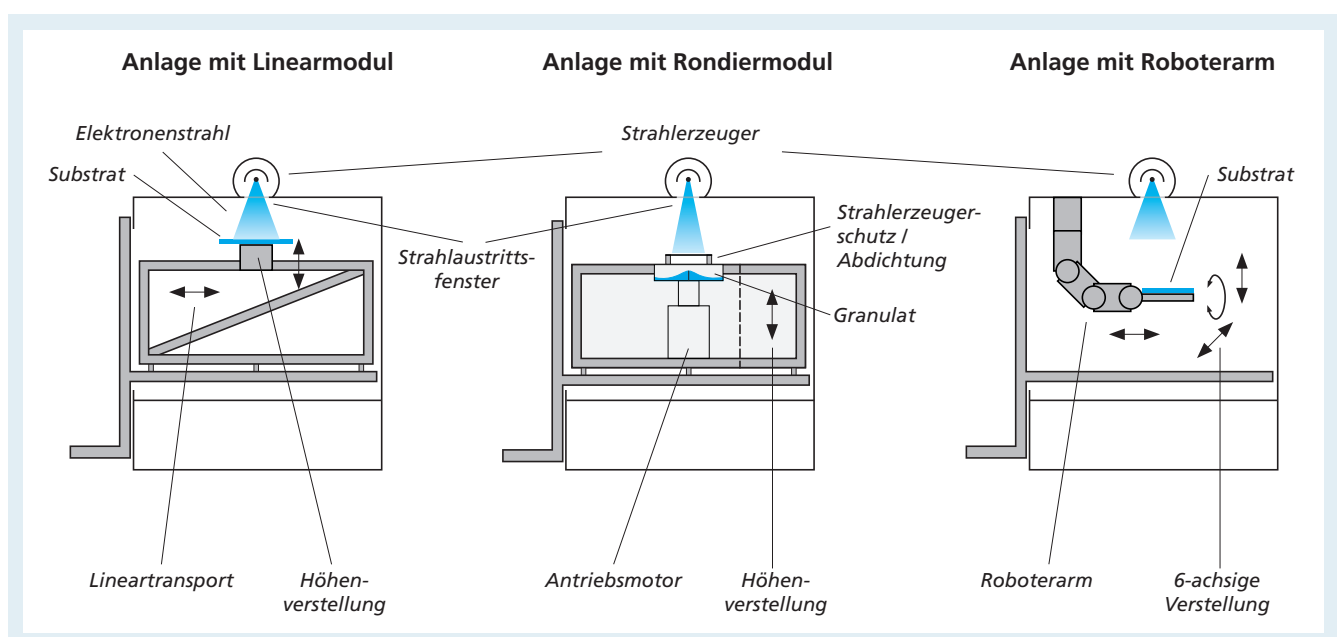 Anlage mit Linearmodul
Anlage mit Rondiermodul
Anlage mit Roboterarm
Elektronenstrahl
Strahlerzeuger
Substrat
Substrat
Strahlaustritts-
fenster
Strahlerzeuger-
schutz /
Abdichtung
Granulat
Lineartransport
Höhen-
verstellung
Antriebsmotor
Höhen-
verstellung
Roboterarm
6-achsige
Verstellung